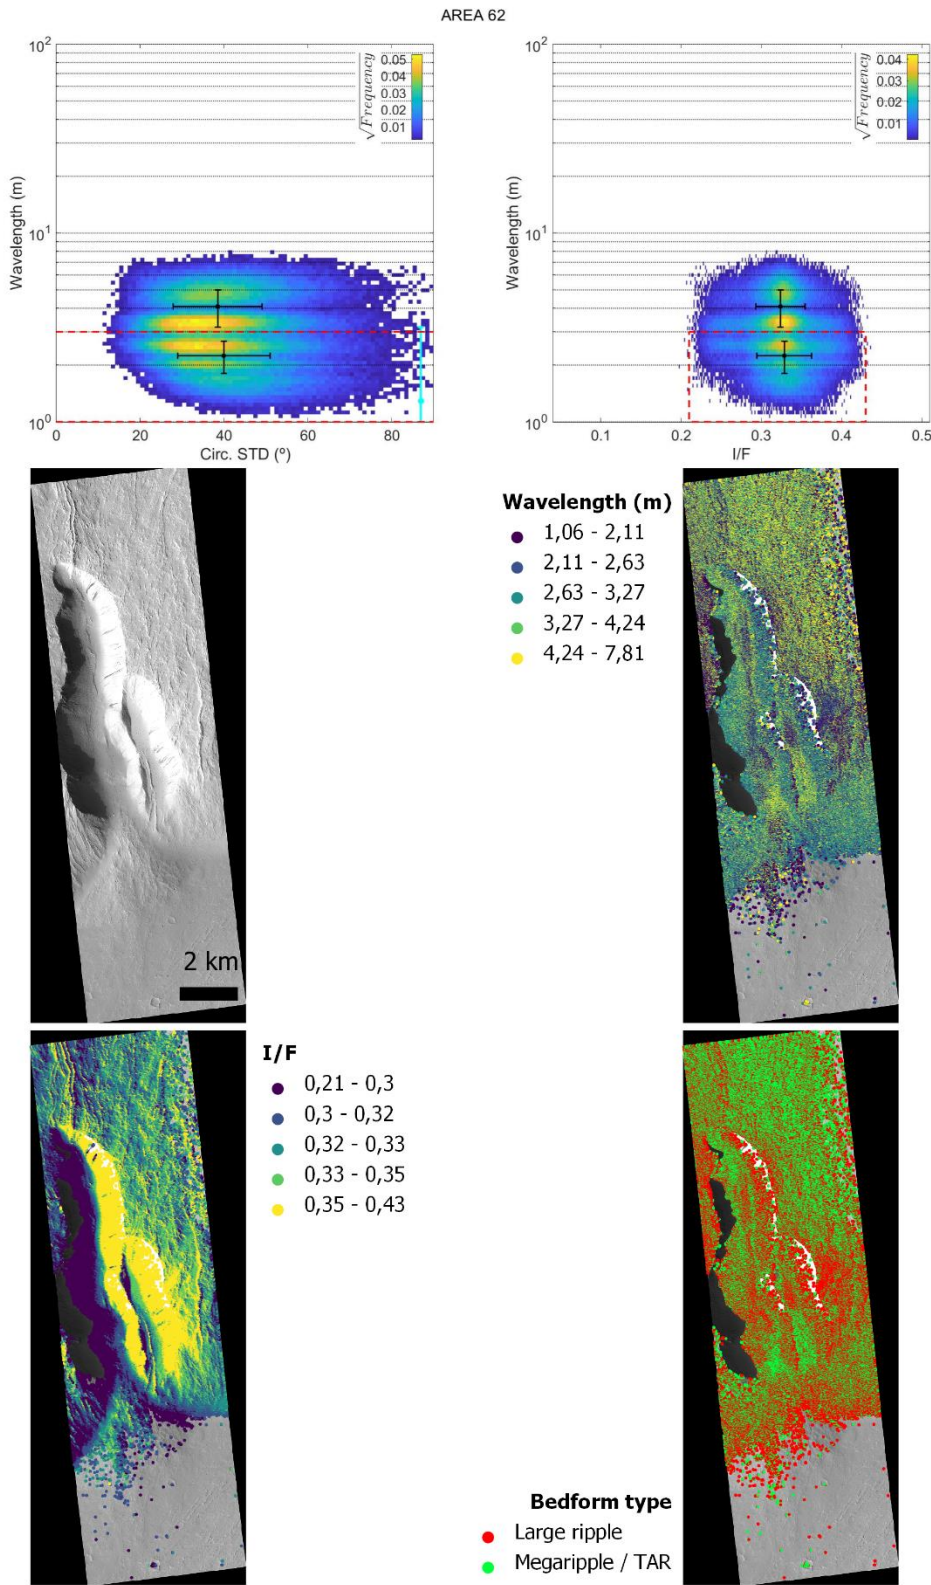 AREA 62
10²
10¹
10⁰
Wavelength (m)
0
20
40
60
80
Circ. STD (º)
√Frequency
0.05
0.04
0.03
0.02
0.01
10²
10¹
10⁰
Wavelength (m)
0.1
0.2
0.3
0.4
0.5
I/F
√Frequency
0.04
0.03
0.02
0.01
2 km
Wavelength (m)
1,06 - 2,11
2,11 - 2,63
2,63 - 3,27
3,27 - 4,24
4,24 - 7,81
I/F
0,21 - 0,3
0,3 - 0,32
0,32 - 0,33
0,33 - 0,35
0,35 - 0,43
Bedform type
Large ripple
Megaripple / TAR